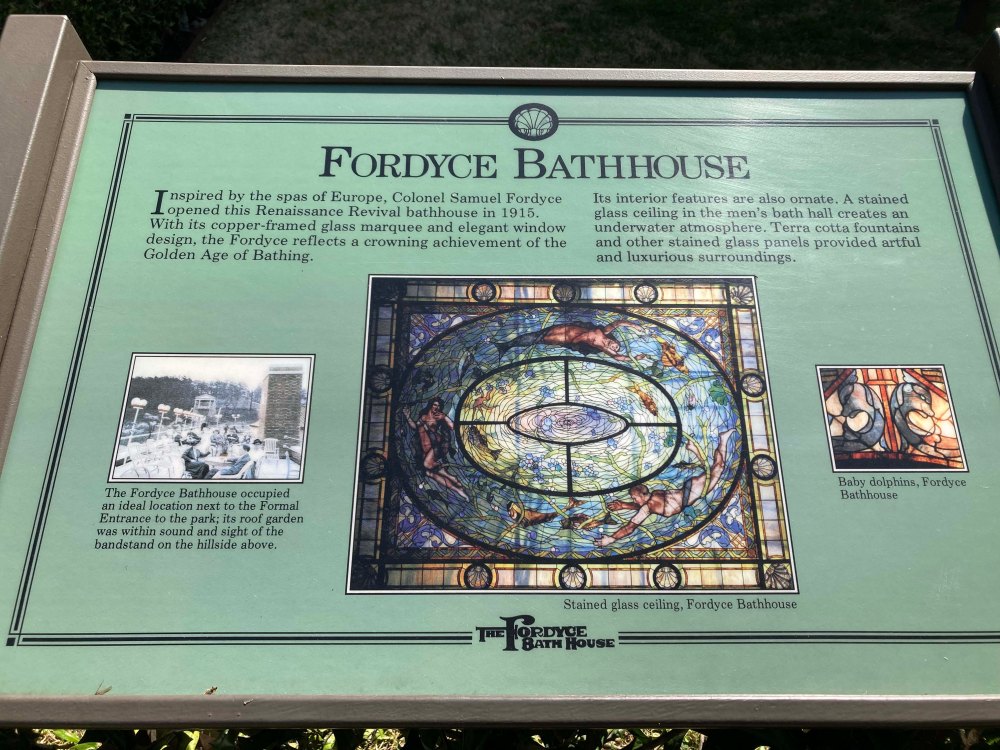 FORDYCE BATHHOUSE
Inspired by the spas of Europe, Colonel Samuel Fordyce
opened this Renaissance Revival bathhouse in 1915.
With its copper-framed glass marquee and elegant window
design, the Fordyce reflects a crowning achievement of the
Golden Age of Bathing.
Its interior features are also ornate. A stained
glass ceiling in the men's bath hall creates an
underwater atmosphere. Terra cotta fountains
and other stained glass panels provided artful
and luxurious surroundings.
The Fordyce Bathhouse occupied
an ideal location next to the Formal
Entrance to the park; its roof garden
was within sound and sight of the
bandstand on the hillside above.
Stained glass ceiling, Fordyce Bathhouse
Baby dolphins, Fordyce
Bathhouse
THE FORDYCE
BATH HOUSE